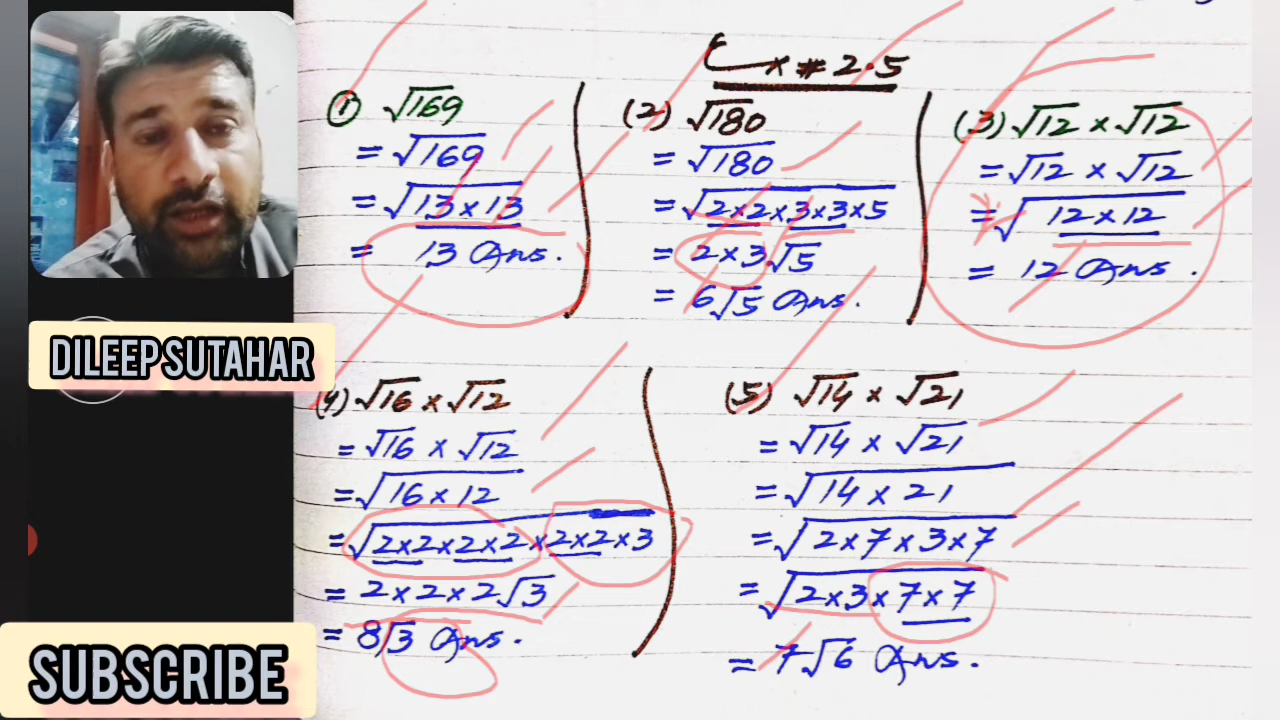 Ex # 2.5
① √169
= √169
= √13 × 13
= 13 Ans.
(2) √180
= √180
= √2×2×3×3×5
= 2×3√5
= 6√5 Ans.
(3) √12 × √12
= √12 × √12
= √12 × 12
= 12 Ans.
DILEEP SUTAHAR
(4) √16 × √12
= √16 × √12
= √16 × 12
= √2×2×2×2×2×2×3
= 2×2×2√3
= 8√3 Ans.
(5) √14 × √21
= √14 × √21
= √14 × 21
= √2×7×3×7
= √2×3×7×7
= 7√6 Ans.
SUBSCRIBE